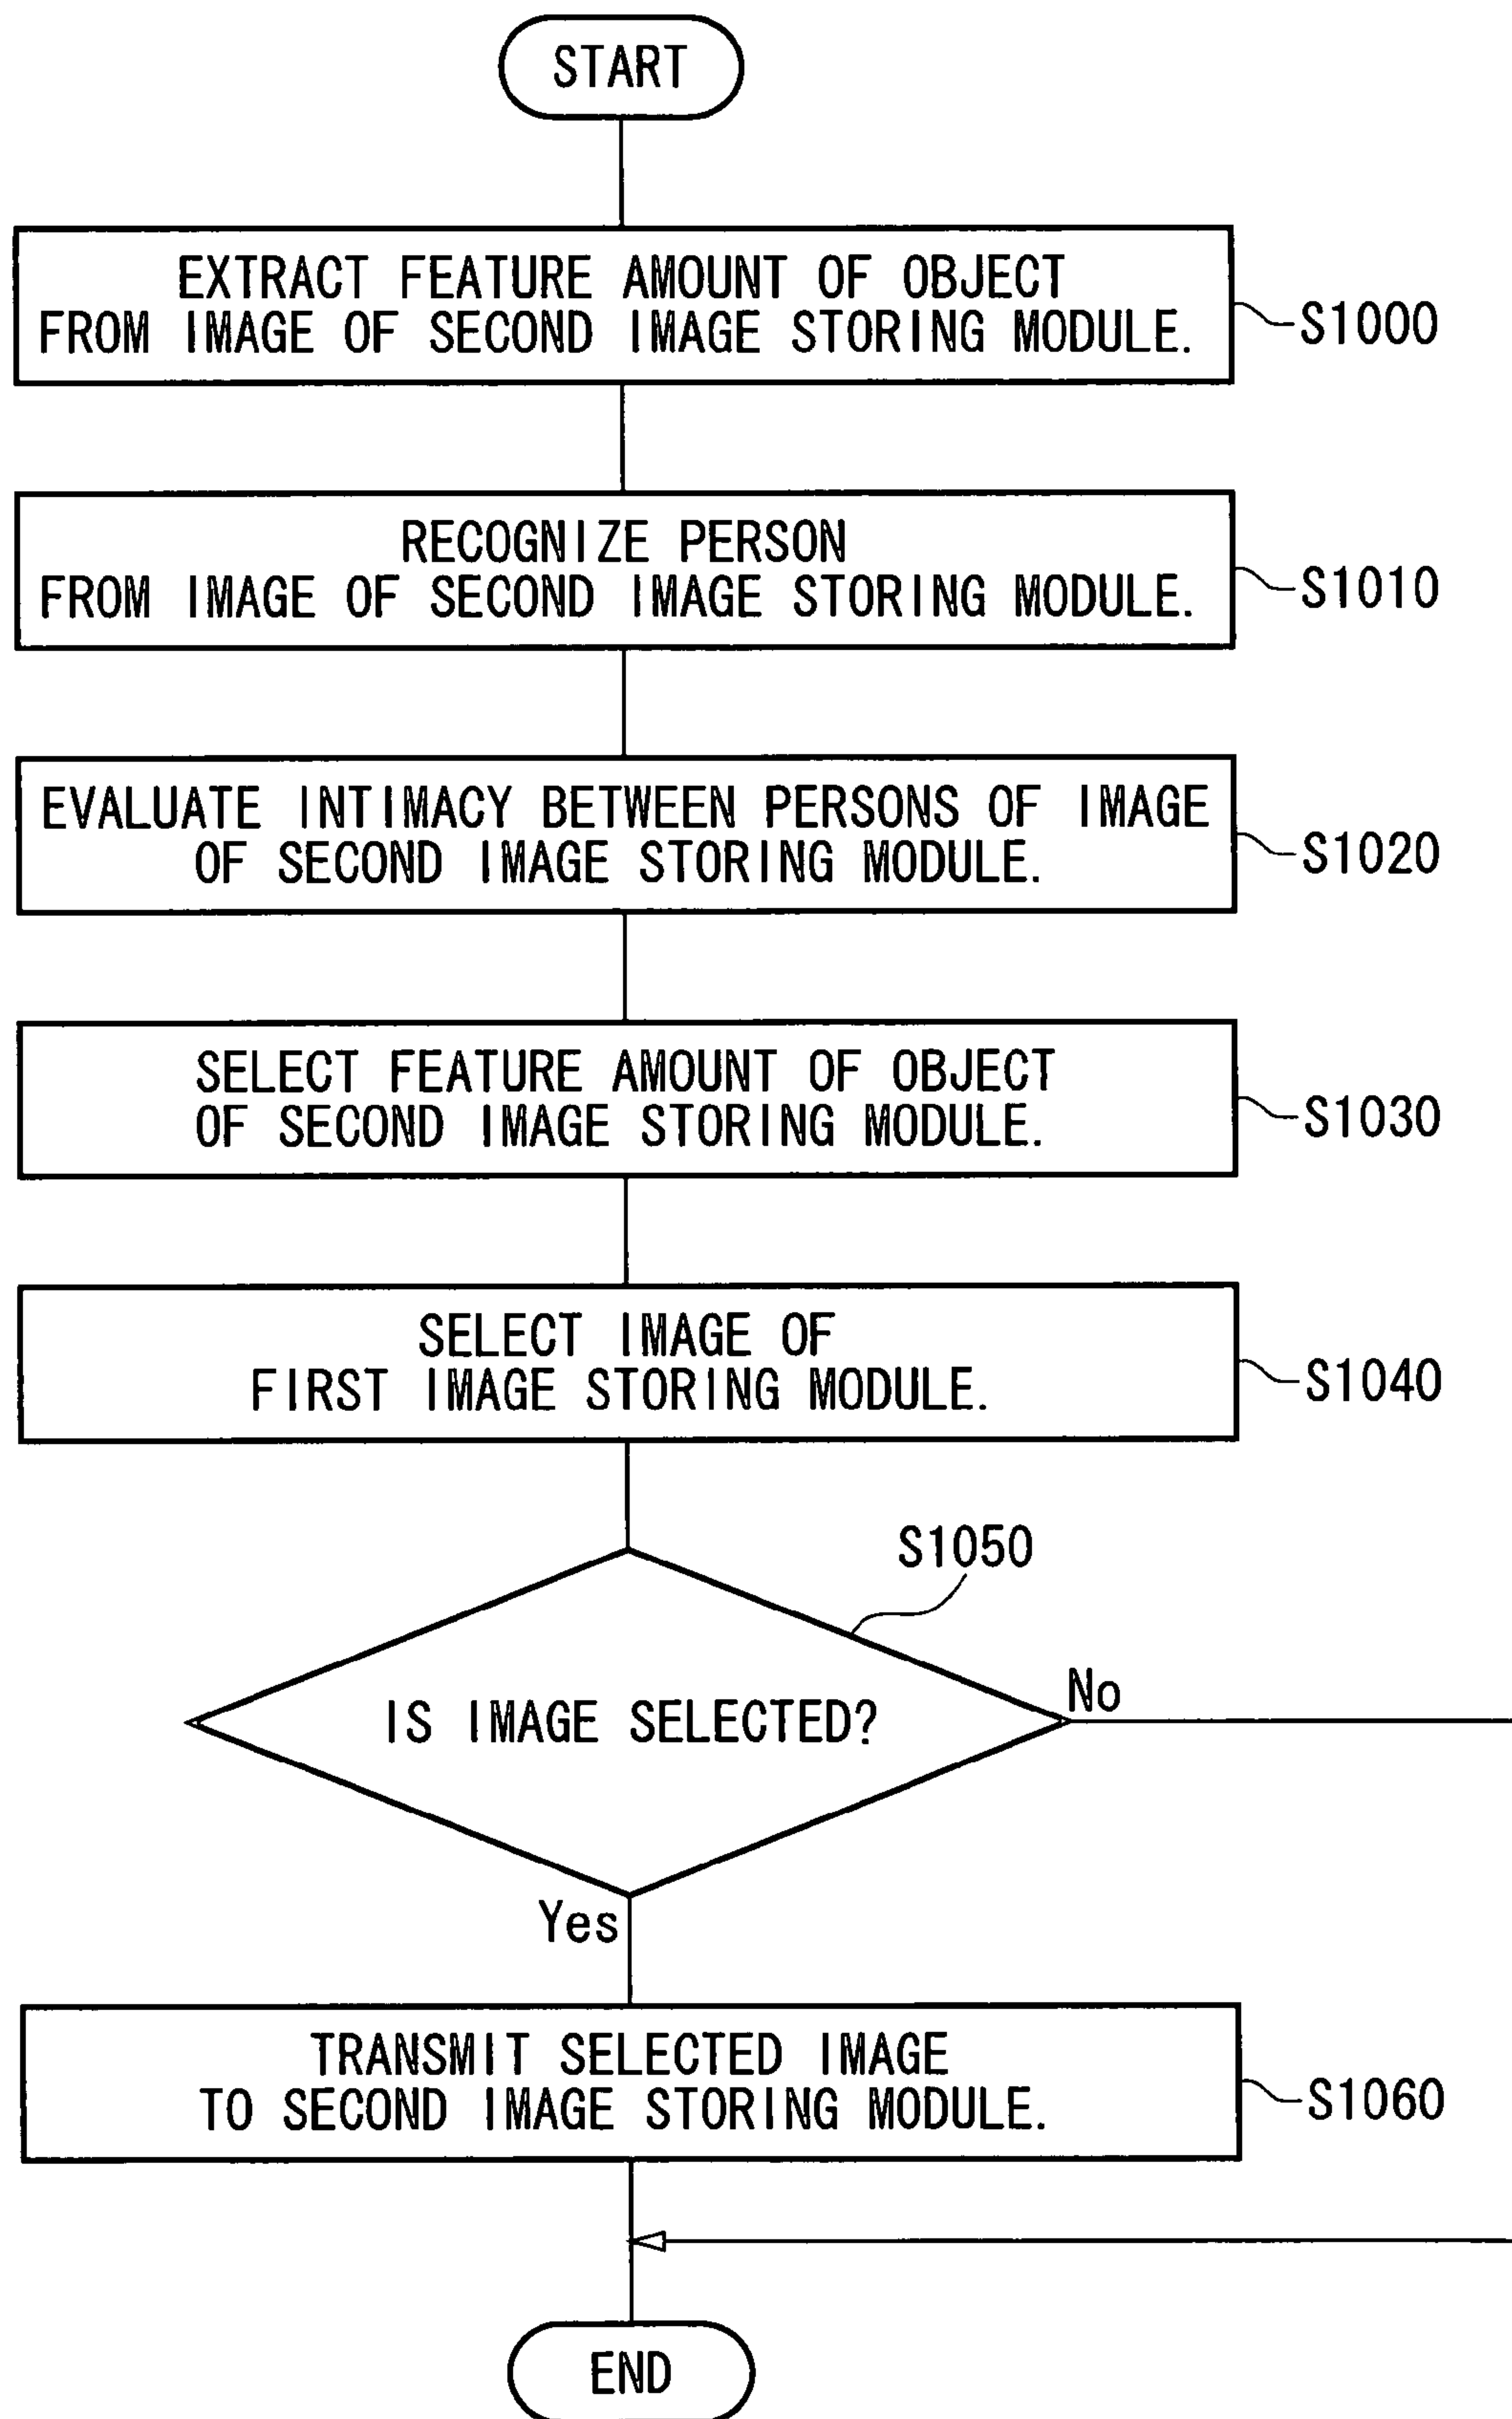 START
EXTRACT FEATURE AMOUNT OF OBJECT
FROM IMAGE OF SECOND IMAGE STORING MODULE.
S1000
RECOGNIZE PERSON
FROM IMAGE OF SECOND IMAGE STORING MODULE.
S1010
EVALUATE INTIMACY BETWEEN PERSONS OF IMAGE
OF SECOND IMAGE STORING MODULE.
S1020
SELECT FEATURE AMOUNT OF OBJECT
OF SECOND IMAGE STORING MODULE.
S1030
SELECT IMAGE OF
FIRST IMAGE STORING MODULE.
S1040
S1050
IS IMAGE SELECTED?
No
Yes
TRANSMIT SELECTED IMAGE
TO SECOND IMAGE STORING MODULE.
S1060
END